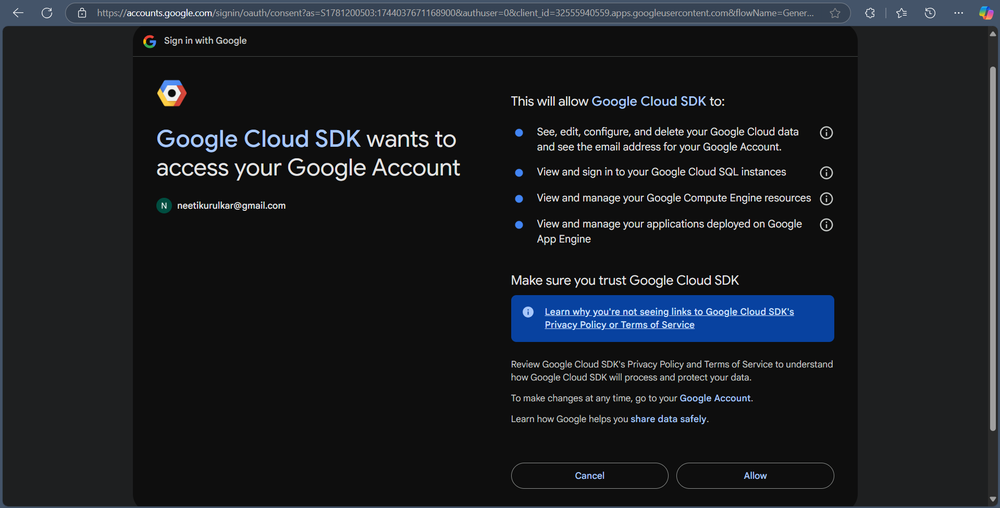 https://accounts.google.com/signin/oauth/consent?as=S1781200503:1744037671168900&authuser=0&client_id=32555940559.apps.googleusercontent.com&flowName=Gener...
Sign in with Google
Google Cloud SDK wants to
access your Google Account
N neetikurulkar@gmail.com
This will allow Google Cloud SDK to:
See, edit, configure, and delete your Google Cloud data
and see the email address for your Google Account.
View and sign in to your Google Cloud SQL instances
View and manage your Google Compute Engine resources
View and manage your applications deployed on Google
App Engine
Make sure you trust Google Cloud SDK
Learn why you're not seeing links to Google Cloud SDK's
Privacy Policy or Terms of Service
Review Google Cloud SDK's Privacy Policy and Terms of Service to understand
how Google Cloud SDK will process and protect your data.
To make changes at any time, go to your Google Account.
Learn how Google helps you share data safely.
Cancel
Allow